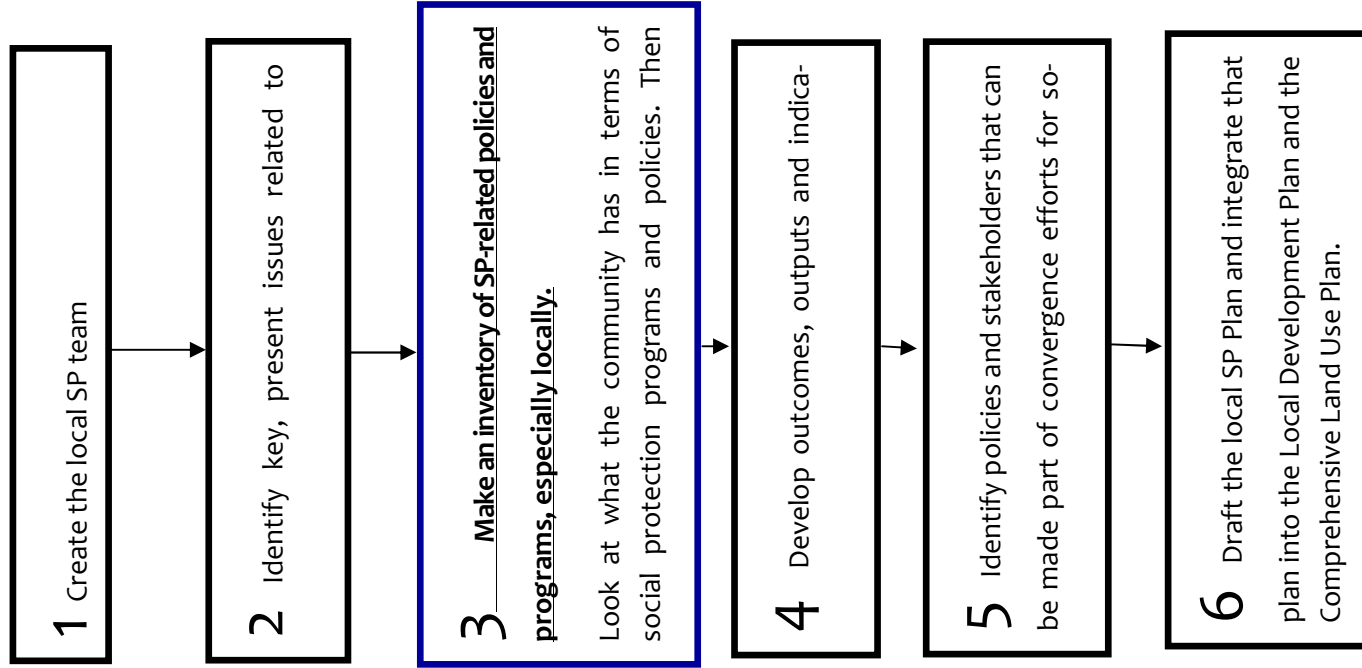 1 Create the local SP team
2 Identify key, present issues related to
3 Make an inventory of SP-related policies and
programs, especially locally.
Look at what the community has in terms of
social protection programs and policies. Then
4 Develop outcomes, outputs and indica-
5 Identify policies and stakeholders that can
be made part of convergence efforts for so-
6 Draft the local SP Plan and integrate that
plan into the Local Development Plan and the
Comprehensive Land Use Plan.